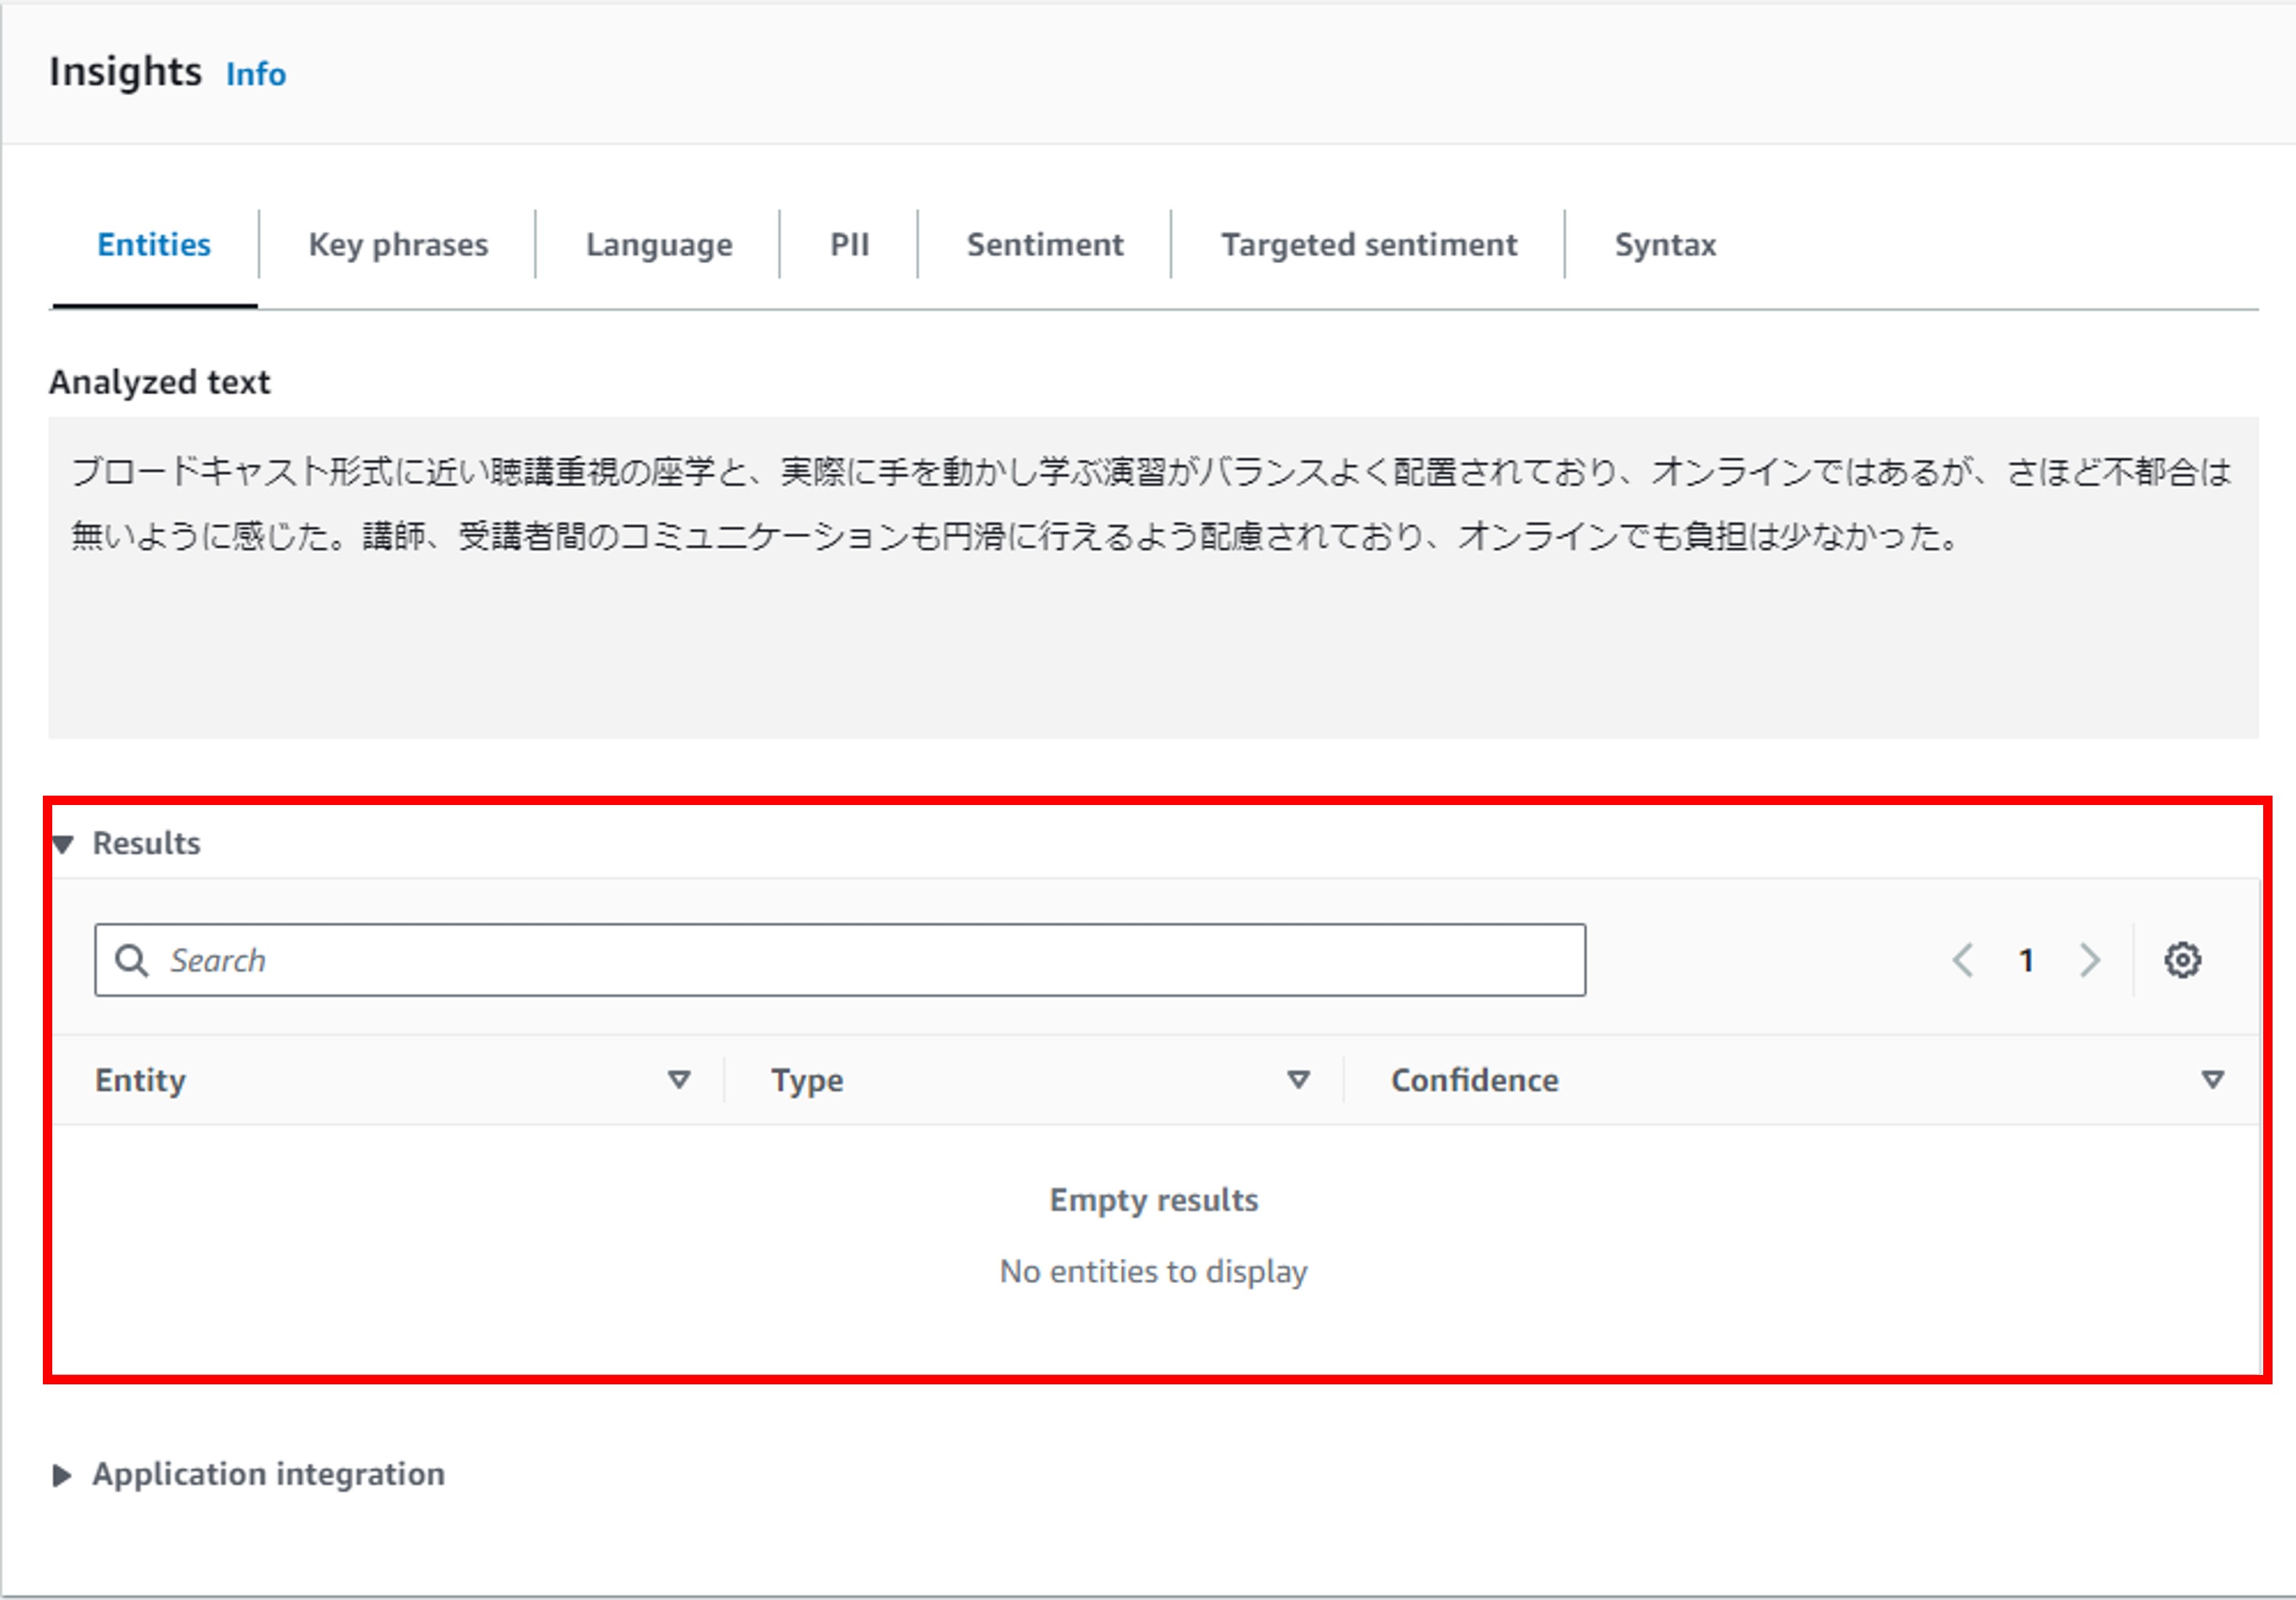 Insights Info
Entities Key phrases Language PII Sentiment Targeted sentiment Syntax
Analyzed text
ブロードキャスト形式に近い聴講重視の座学と、実際に手を動かし学ぶ演習がバランスよく配置されており、オンラインではあるが、さほど不都合は
無いように感じた。講師、受講者間のコミュニケーションも円滑に行えるよう配慮されており、オンラインでも負担は少なかった。
Results
Search 1
Entity Type Confidence
Empty results
No entities to display
Application integration